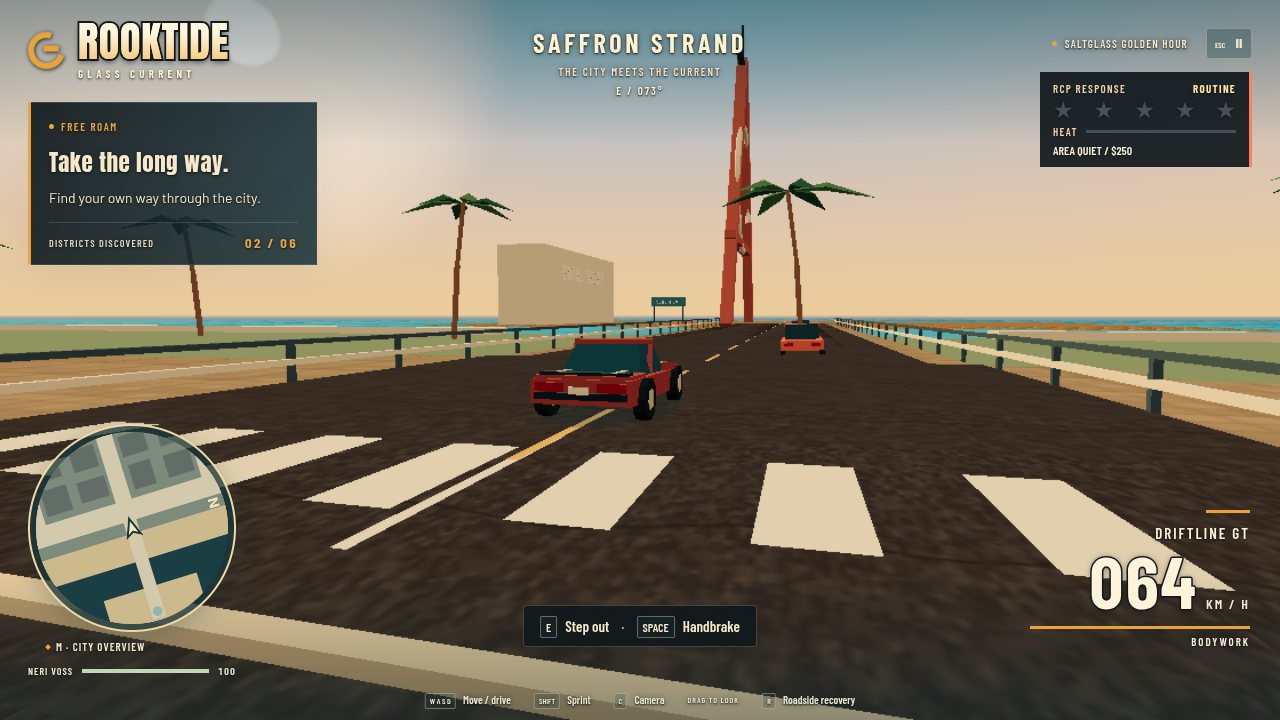 ROOKTIDE
GLASS CURRENT
FREE ROAM
Take the long way.
Find your own way through the city.
DISTRICTS DISCOVERED 02 / 06
SAFFRON STRAND
THE CITY MEETS THE CURRENT
E / 073°
SALTGLASS GOLDEN HOUR
ESC
RCP RESPONSE ROUTINE
HEAT
AREA QUIET / $250
N
M · CITY OVERVIEW
NERI VOSS 100
E Step out · SPACE Handbrake
DRIFTLINE GT
064 KM / H
BODYWORK
WASD Move / drive SHIFT Sprint C Camera DRAG TO LOOK R Roadside recovery